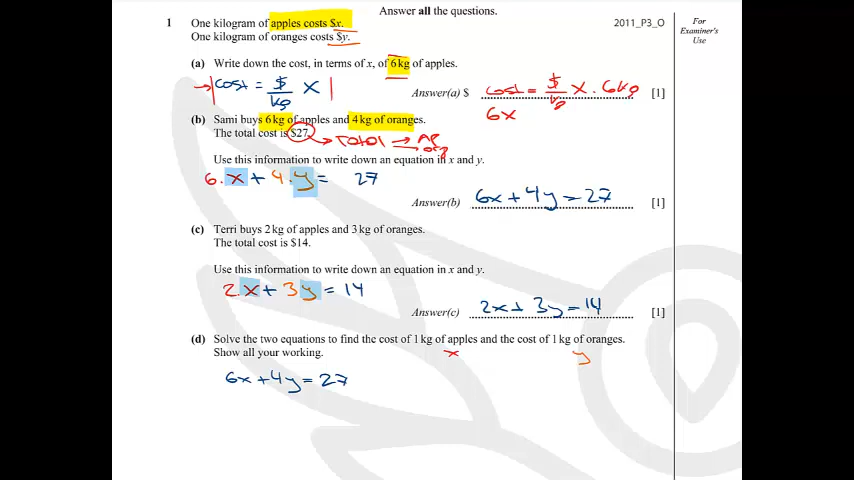 Answer all the questions.
1 One kilogram of apples costs $x. 2011_P3_O For
One kilogram of oranges costs $y. Examiner's
Use
(a) Write down the cost, in terms of x, of 6 kg of apples.
→ cost = $/kg x
Answer(a) $ cost = $/kg x · 6kg [1]
6x
(b) Sami buys 6 kg of apples and 4 kg of oranges.
The total cost is $27. → TOTAL → AP
→ org
Use this information to write down an equation in x and y.
6·x + 4·y = 27
Answer(b) 6x + 4y = 27 [1]
(c) Terri buys 2 kg of apples and 3 kg of oranges.
The total cost is $14.
Use this information to write down an equation in x and y.
2·x + 3y = 14
Answer(c) 2x + 3y = 14 [1]
(d) Solve the two equations to find the cost of 1 kg of apples and the cost of 1 kg of oranges.
Show all your working. x y
6x + 4y = 27